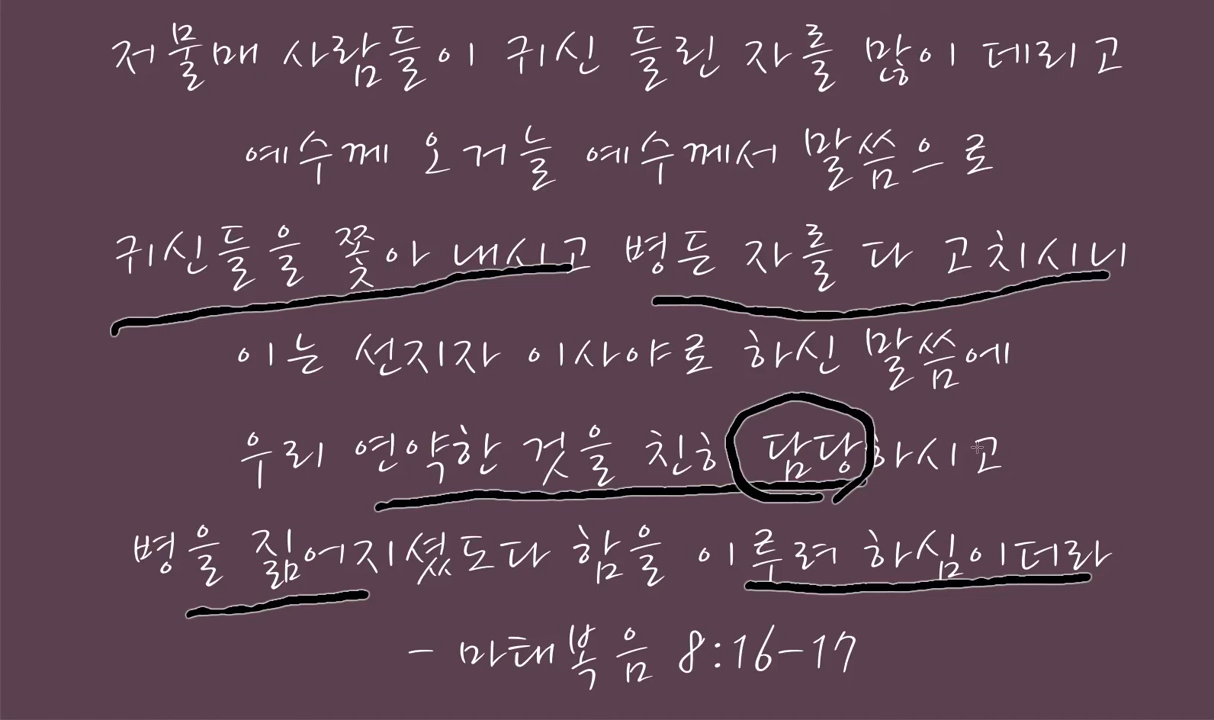 저물매 사람들이 귀신 들린 자를 많이 데리고
예수께 오거늘 예수께서 말씀으로
귀신들을 쫓아 내시고 병든 자를 다 고치시니
이는 선지자 이사야로 하신 말씀에
우리 연약한 것을 친히 담당하시고
병을 짊어지셨도다 함을 이루려 하심이더라
- 마태복음 8:16-17